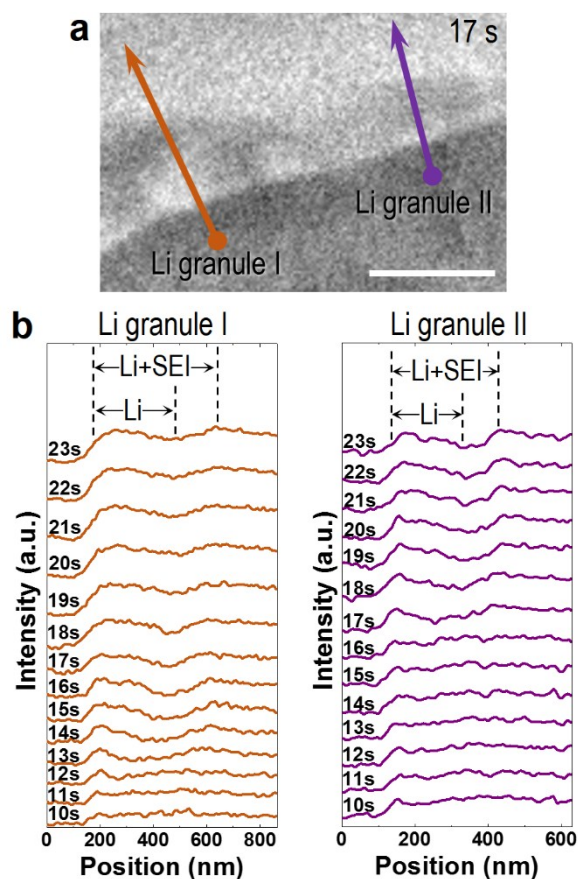 a
17 s
Li granule II
Li granule I
b
Li granule I
Li granule II
Li+SEI
Li
23s
22s
21s
20s
19s
18s
17s
16s
15s
14s
13s
12s
11s
10s
Intensity (a.u.)
0 200 400 600 800
Position (nm)
Li+SEI
Li
23s
22s
21s
20s
19s
18s
17s
16s
15s
14s
13s
12s
11s
10s
Intensity (a.u.)
0 200 400 600
Position (nm)